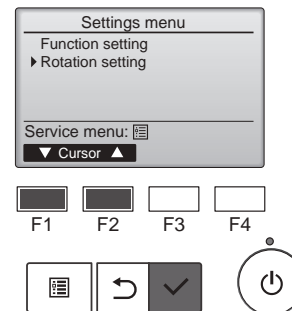 Settings menu
Function setting
Rotation setting
Service menu:
Cursor
F1 F2 F3 F4